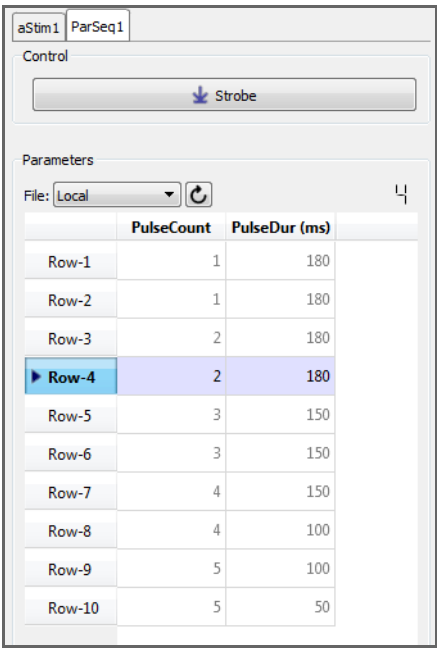 aStim1 ParSeq1
Control
Strobe
Parameters
File: Local
PulseCount PulseDur (ms)
Row-1 1 180
Row-2 1 180
Row-3 2 180
Row-4 2 180
Row-5 3 150
Row-6 3 150
Row-7 4 150
Row-8 4 100
Row-9 5 100
Row-10 5 50